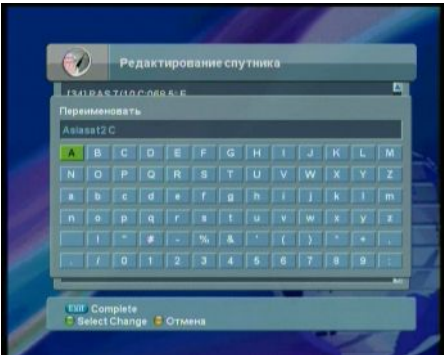 Редактирование спутника
Переименовать
Asiasat2 C
A B C D E F G H I J K L M
N O P Q R S T U V W X Y Z
a b c d e f g h i j k l m
n o p q r s t u v w x y z
! " # - % & ' ( ) * + ,
. / 0 1 2 3 4 5 6 7 8 9 :
EXIT Complete
Select Change Отмена